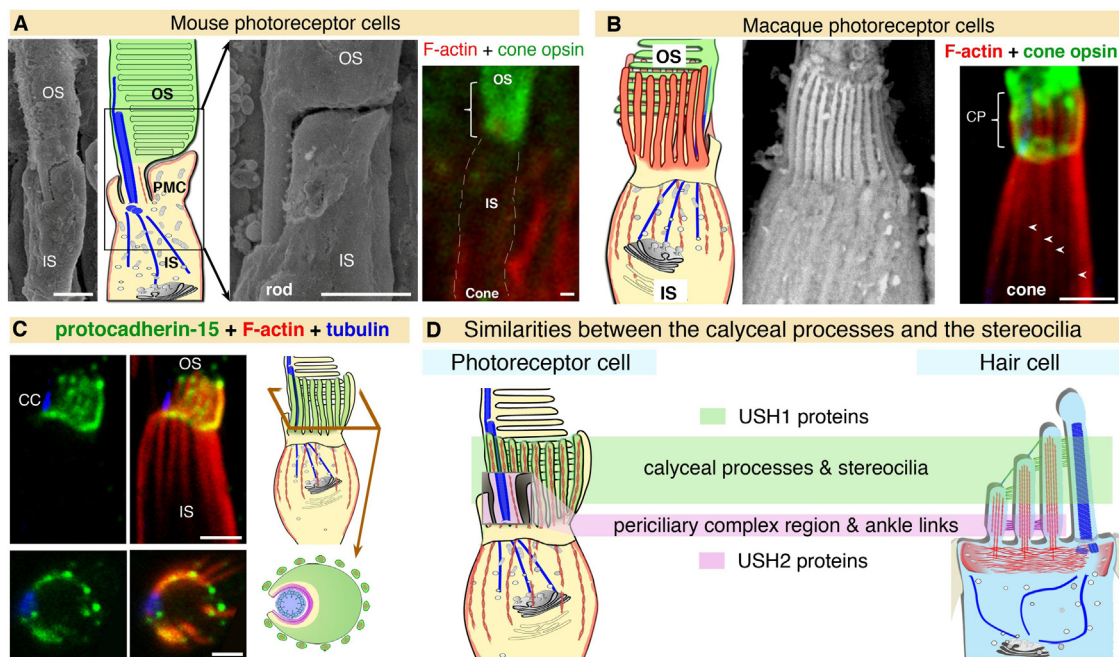 A Mouse photoreceptor cells
OS
IS
OS
PMC
IS
OS
IS
rod
F-actin + cone opsin
OS
IS
Cone
B Macaque photoreceptor cells
OS
IS
F-actin + cone opsin
CP
cone
C protocadherin-15 + F-actin + tubulin
CC
OS
IS
D Similarities between the calyceal processes and the stereocilia
Photoreceptor cell
Hair cell
USH1 proteins
calyceal processes & stereocilia
periciliary complex region & ankle links
USH2 proteins